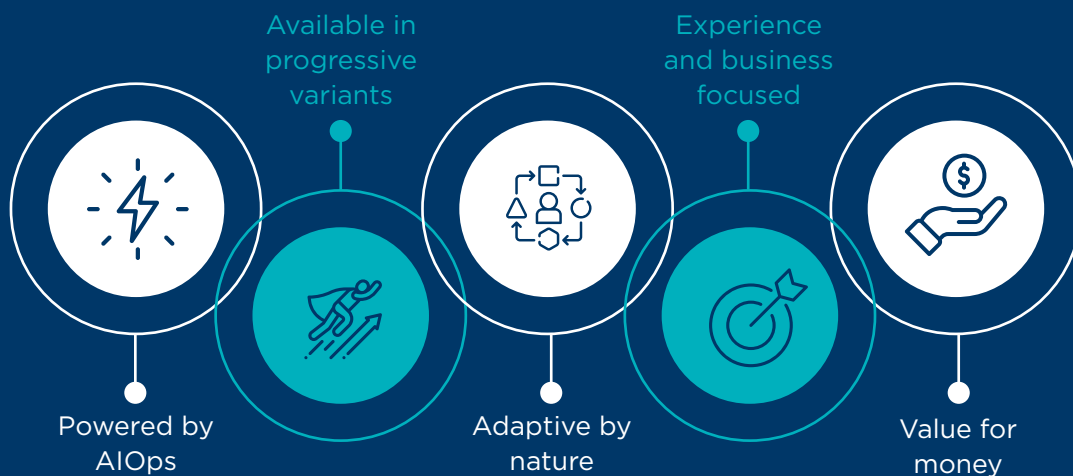 Available in
progressive
variants
Experience
and business
focused
$
Powered by
AIOps
Adaptive by
nature
Value for
money